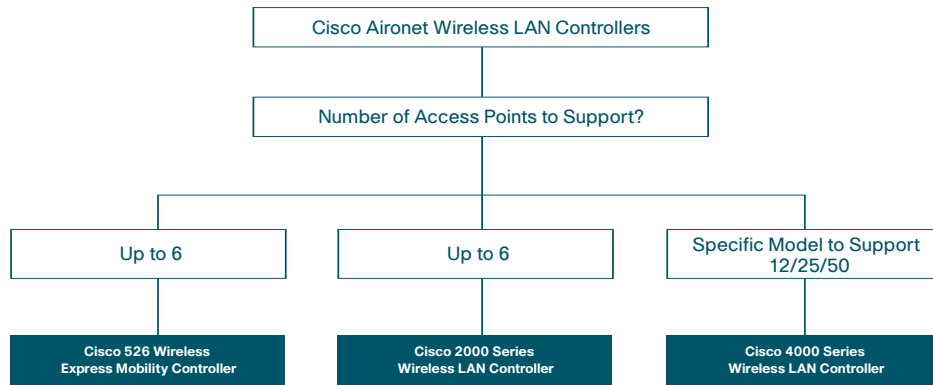 Cisco Aironet Wireless LAN Controllers
Number of Access Points to Support?
Up to 6
Up to 6
Specific Model to Support
12/25/50
Cisco 526 Wireless
Express Mobility Controller
Cisco 2000 Series
Wireless LAN Controller
Cisco 4000 Series
Wireless LAN Controller